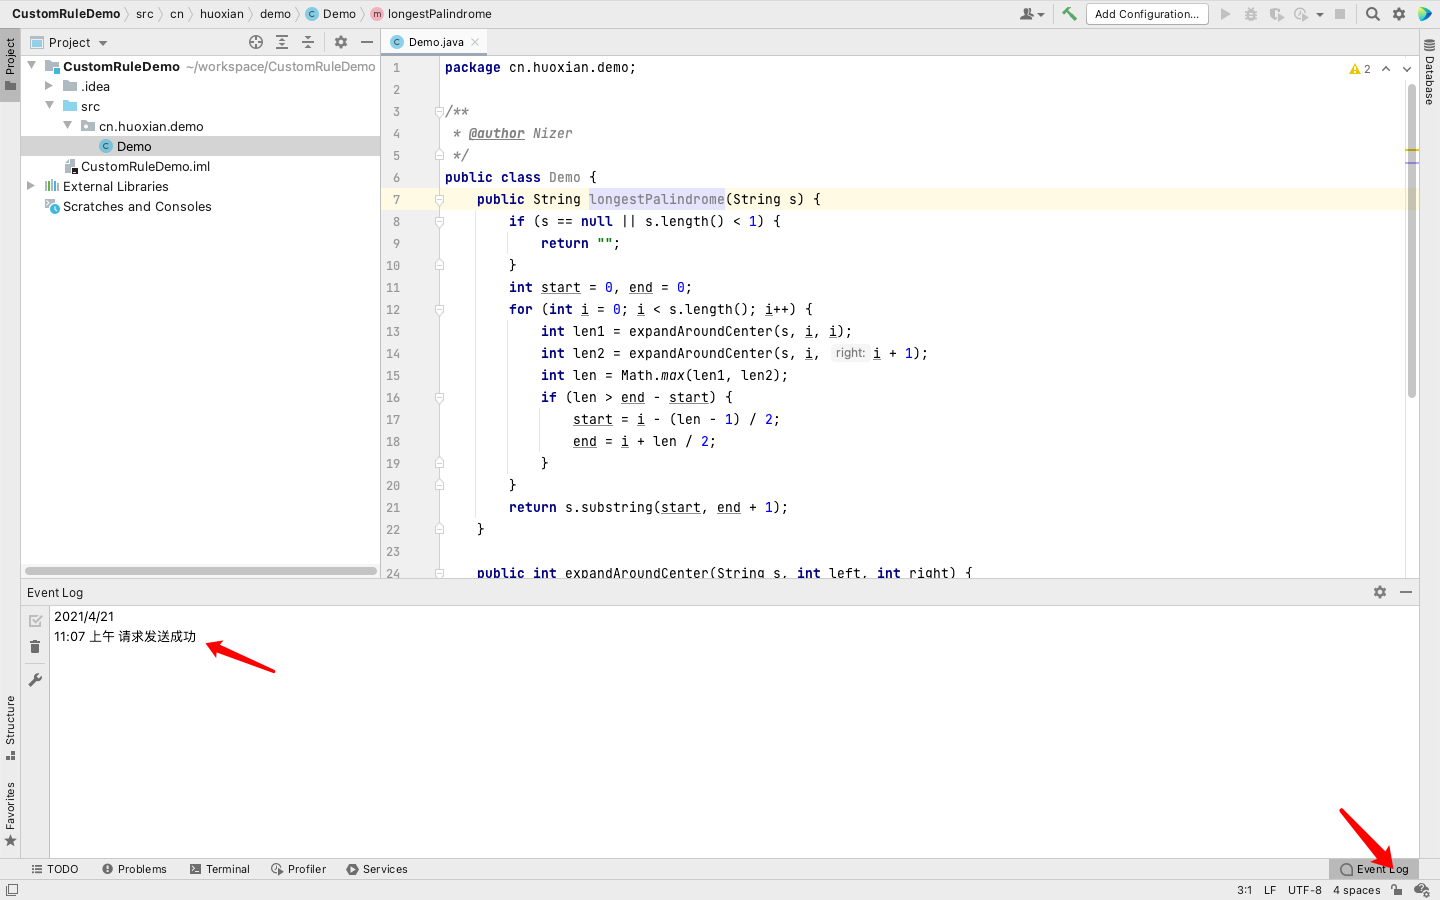 CustomRuleDemo src cn huoxian demo C Demo m longestPalindrome
Add Configuration...
Project
Project
CustomRuleDemo ~/workspace/CustomRuleDemo
.idea
src
cn.huoxian.demo
C Demo
CustomRuleDemo.iml
External Libraries
Scratches and Consoles
C Demo.java
2
1 package cn.huoxian.demo;
2
3 /**
4 * @author Nizer
5 */
6 public class Demo {
7 public String longestPalindrome(String s) {
8 if (s == null || s.length() < 1) {
9 return "";
10 }
11 int start = 0, end = 0;
12 for (int i = 0; i < s.length(); i++) {
13 int len1 = expandAroundCenter(s, i, i);
14 int len2 = expandAroundCenter(s, i, right: i + 1);
15 int len = Math.max(len1, len2);
16 if (len > end - start) {
17 start = i - (len - 1) / 2;
18 end = i + len / 2;
19 }
20 }
21 return s.substring(start, end + 1);
22 }
23
24 public int expandAroundCenter(String s, int left, int right) {
Database
Event Log
2021/4/21
11:07 上午 请求发送成功
Structure
Favorites
TODO Problems Terminal Profiler Services Event Log
3:1 LF UTF-8 4 spaces